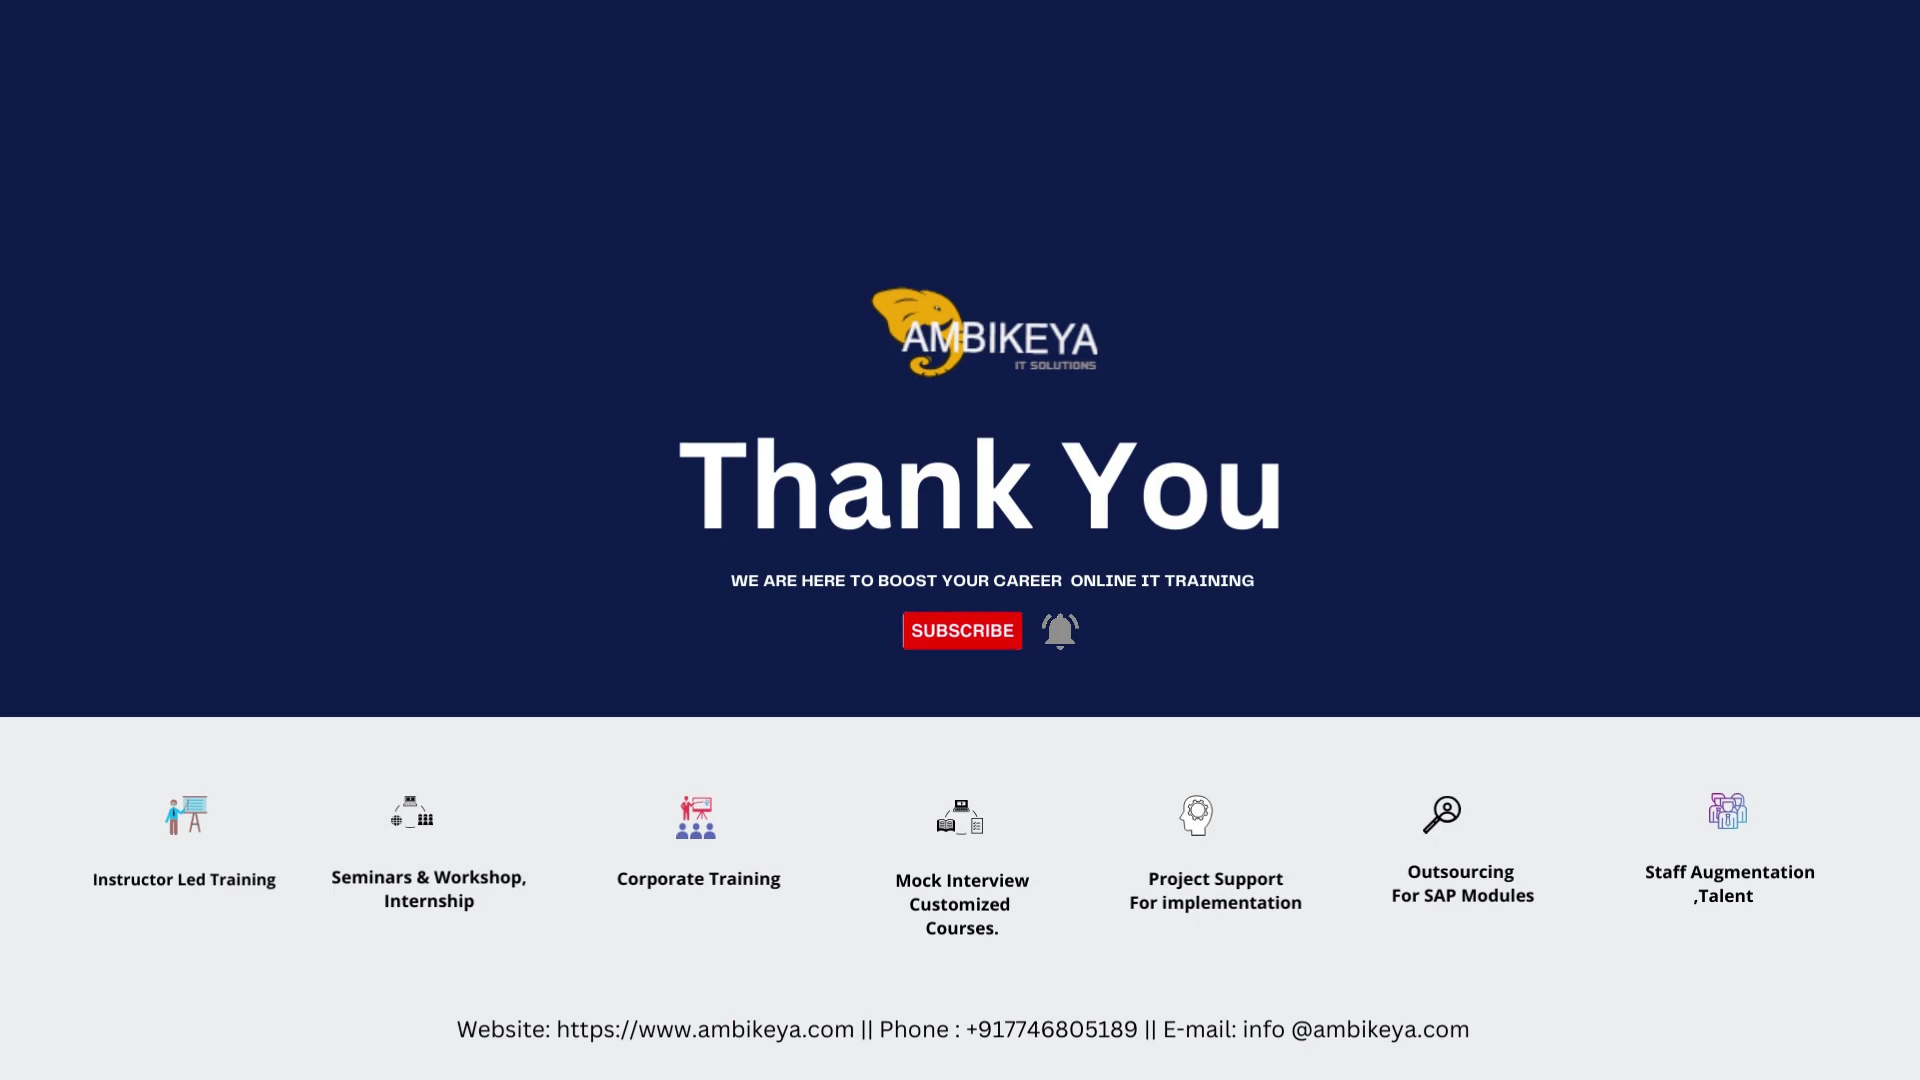 AMBIKEYA
IT SOLUTIONS
Thank You
WE ARE HERE TO BOOST YOUR CAREER  ONLINE IT TRAINING
SUBSCRIBE
Instructor Led Training
Seminars & Workshop,
Internship
Corporate Training
Mock Interview
Customized
Courses.
Project Support
For implementation
Outsourcing
For SAP Modules
Staff Augmentation
,Talent
Website: https://www.ambikeya.com || Phone : +917746805189 || E-mail: info @ambikeya.com